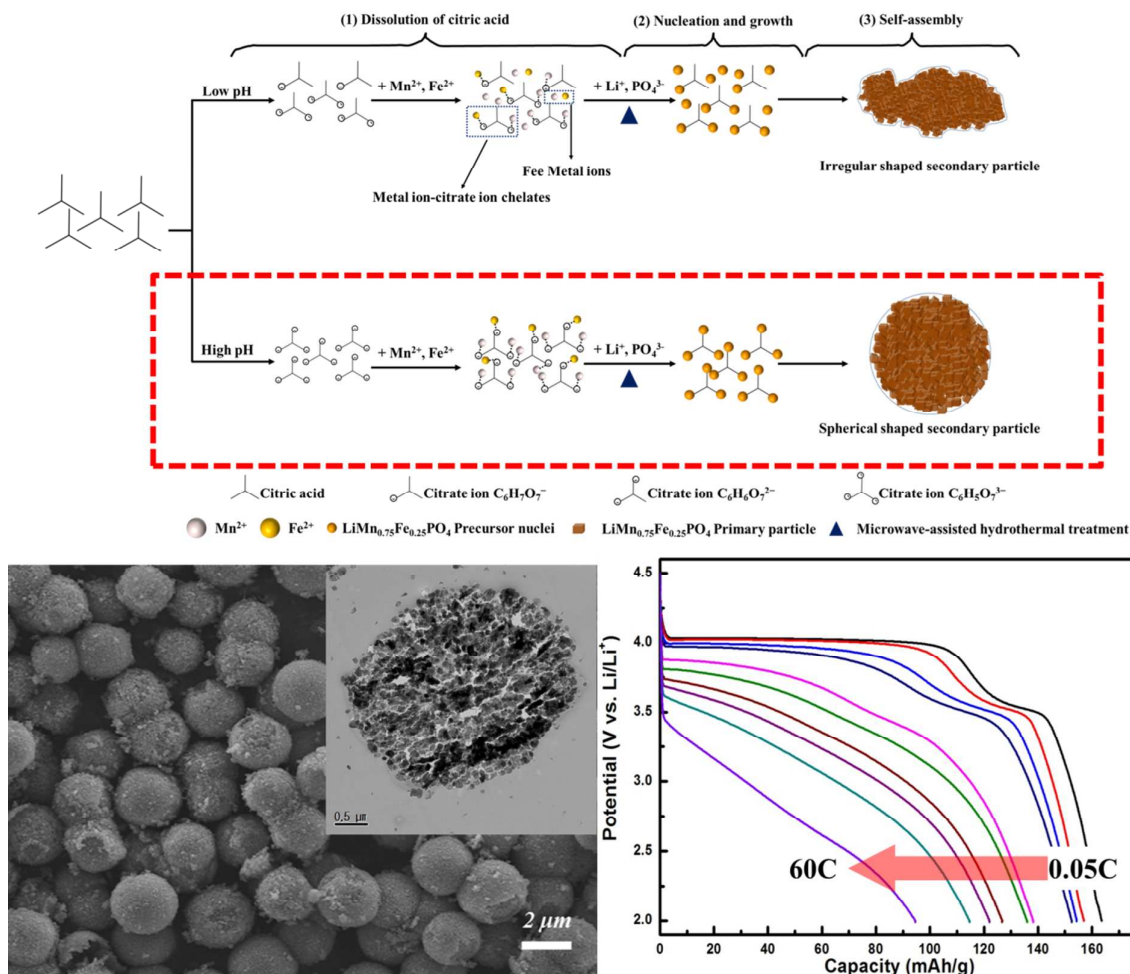 (1) Dissolution of citric acid
(2) Nucleation and growth
(3) Self-assembly
Low pH
+ Mn²⁺, Fe²⁺
+ Li⁺, PO₄³⁻
Fee Metal ions
Metal ion-citrate ion chelates
Irregular shaped secondary particle
High pH
+ Mn²⁺, Fe²⁺
+ Li⁺, PO₄³⁻
Spherical shaped secondary particle
Citric acid
Citrate ion C₆H₇O₇⁻
Citrate ion C₆H₆O₇²⁻
Citrate ion C₆H₅O₇³⁻
Mn²⁺
Fe²⁺
LiMn₀.₇₅Fe₀.₂₅PO₄ Precursor nuclei
LiMn₀.₇₅Fe₀.₂₅PO₄ Primary particle
Microwave-assisted hydrothermal treatment
0.5 μm
2 μm
Potential (V vs. Li/Li⁺)
4.5
4.0
3.5
3.0
2.5
2.0
60C
0.05C
0 20 40 60 80 100 120 140 160
Capacity (mAh/g)